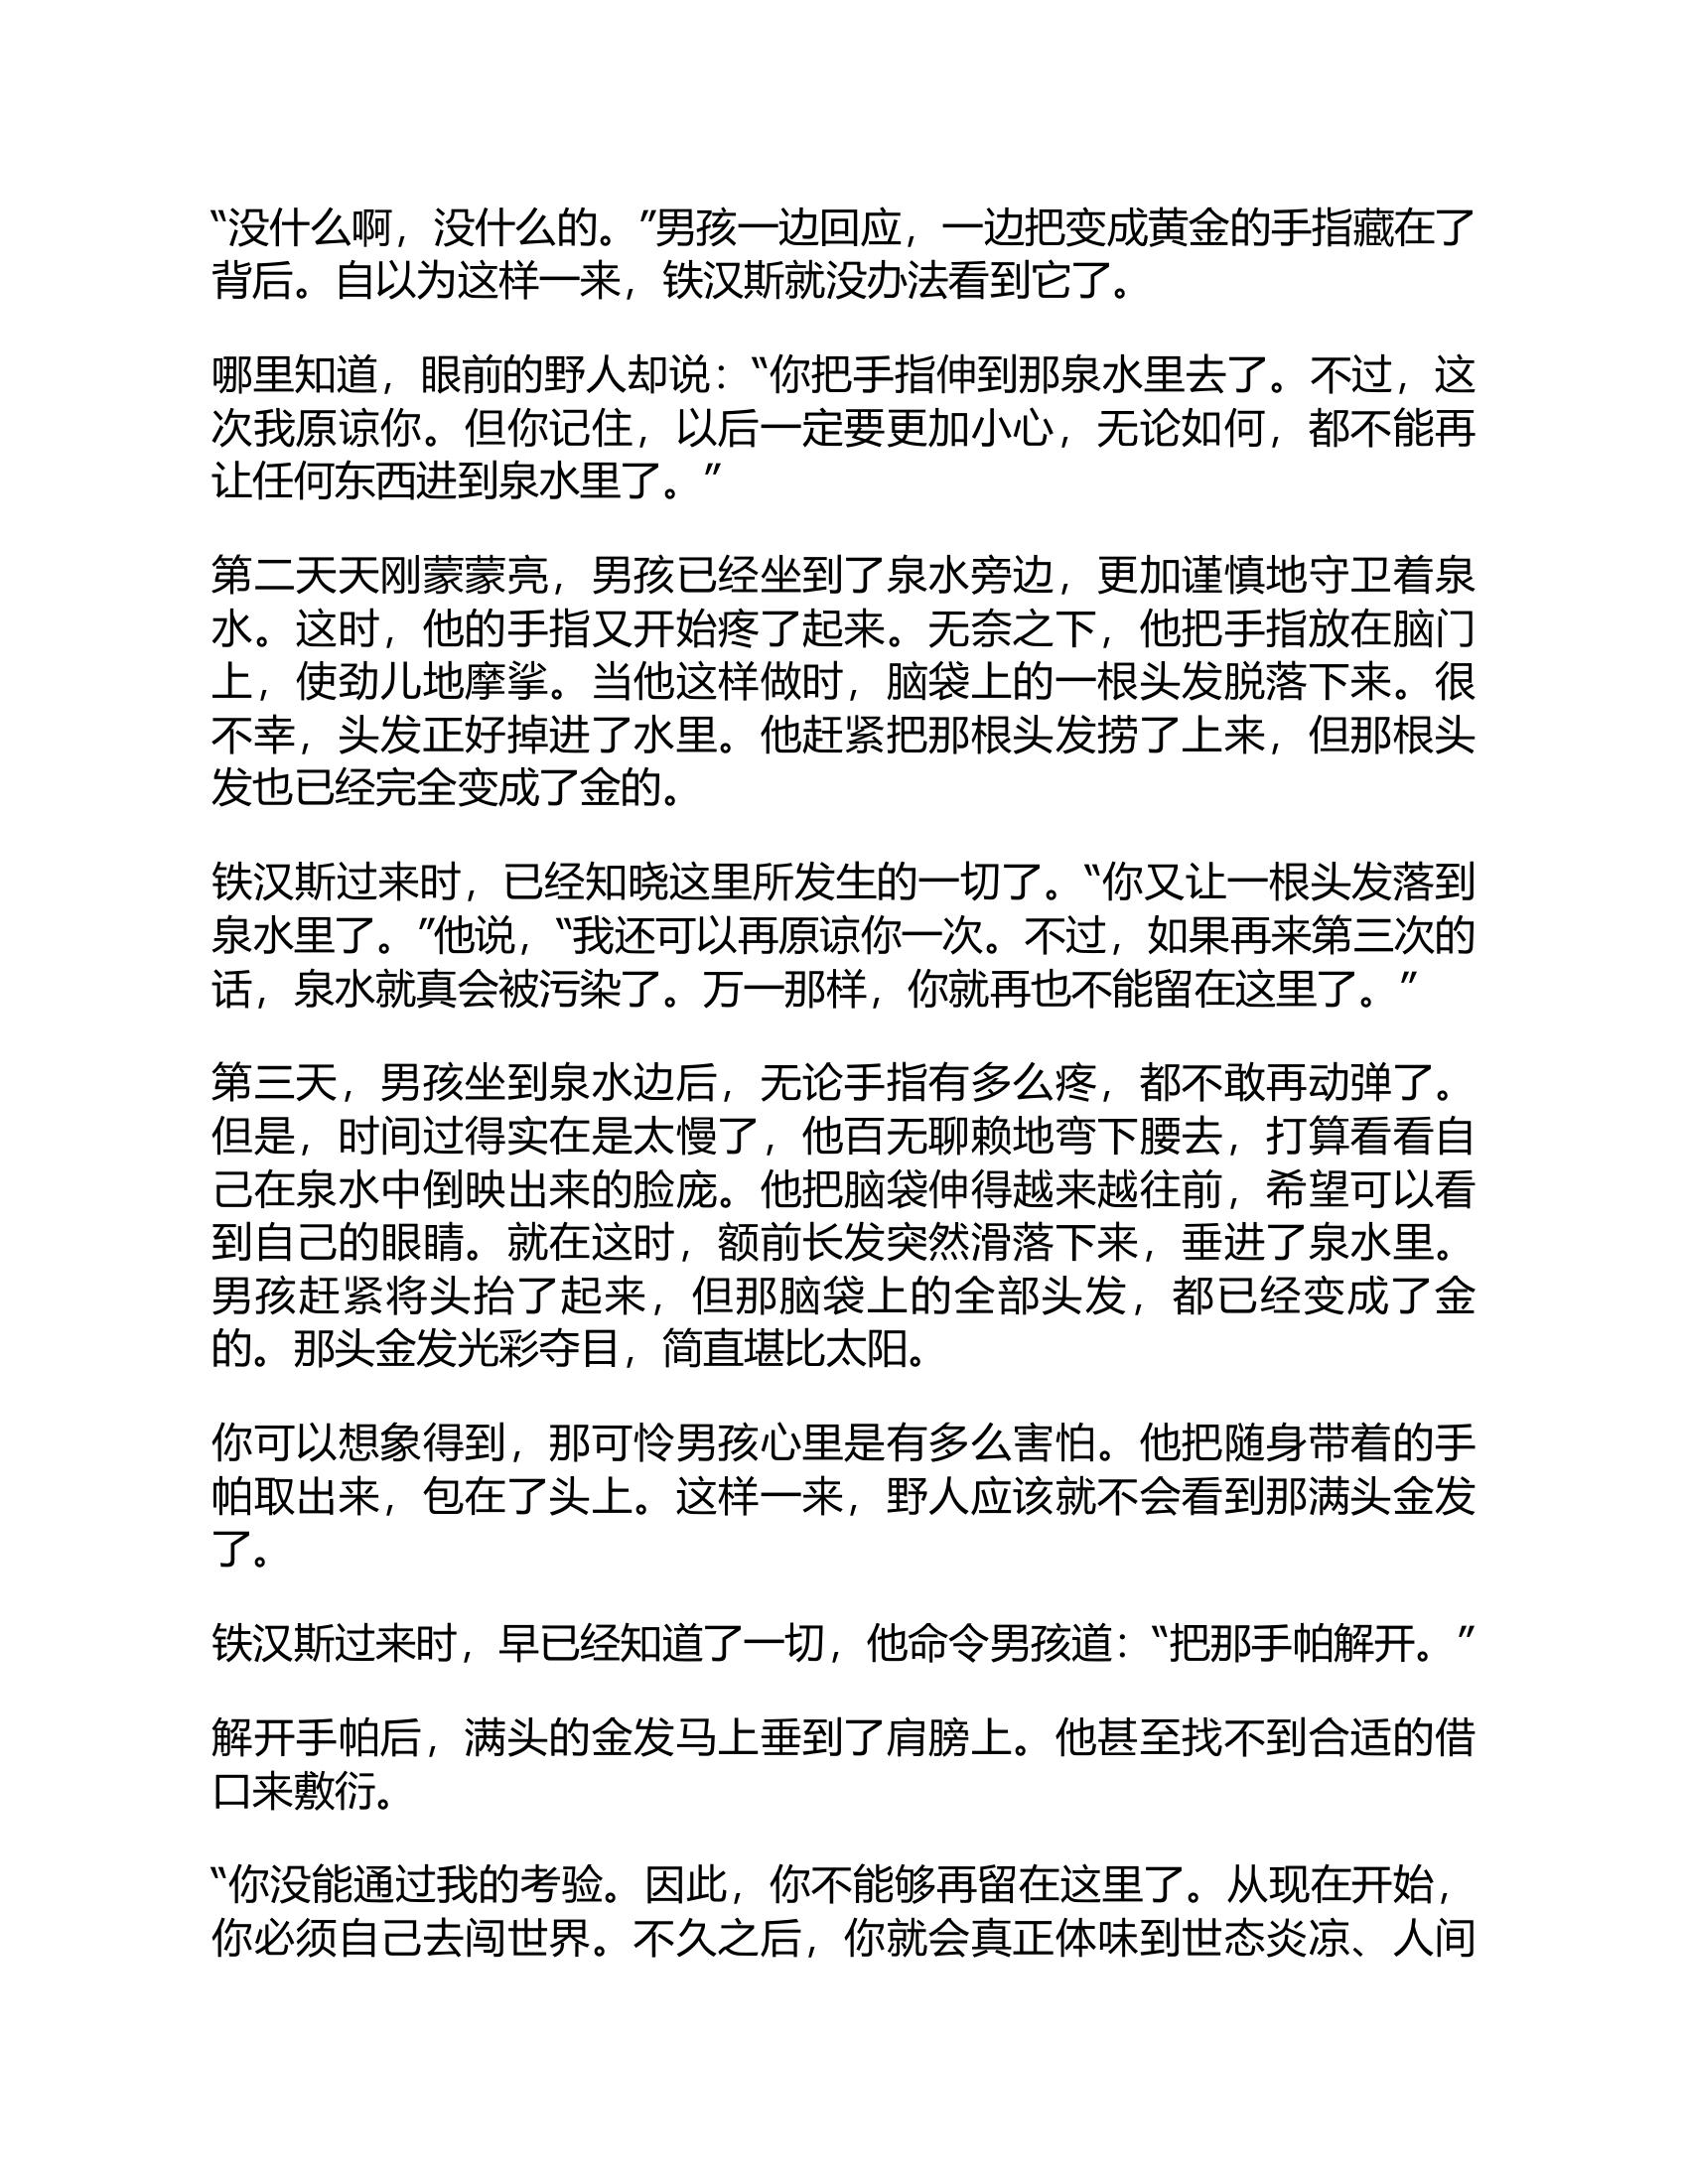 “没什么啊，没什么的。”男孩一边回应，一边把变成黄金的手指藏在了
背后。自以为这样一来，铁汉斯就没办法看到它了。
哪里知道，眼前的野人却说：“你把手指伸到那泉水里去了。不过，这
次我原谅你。但你记住，以后一定要更加小心，无论如何，都不能再
让任何东西进到泉水里了。”
第二天天刚蒙蒙亮，男孩已经坐到了泉水旁边，更加谨慎地守卫着泉
水。这时，他的手指又开始疼了起来。无奈之下，他把手指放在脑门
上，使劲儿地摩挲。当他这样做时，脑袋上的一根头发脱落下来。很
不幸，头发正好掉进了水里。他赶紧把那根头发捞了上来，但那根头
发也已经完全变成了金的。
铁汉斯过来时，已经知晓这里所发生的一切了。“你又让一根头发落到
泉水里了。”他说，“我还可以再原谅你一次。不过，如果再来第三次的
话，泉水就真会被污染了。万一那样，你就再也不能留在这里了。”
第三天，男孩坐到泉水边后，无论手指有多么疼，都不敢再动弹了。
但是，时间过得实在是太慢了，他百无聊赖地弯下腰去，打算看看自
己在泉水中倒映出来的脸庞。他把脑袋伸得越来越往前，希望可以看
到自己的眼睛。就在这时，额前长发突然滑落下来，垂进了泉水里。
男孩赶紧将头抬了起来，但那脑袋上的全部头发，都已经变成了金
的。那头金发光彩夺目，简直堪比太阳。
你可以想象得到，那可怜男孩心里是有多么害怕。他把随身带着的手
帕取出来，包在了头上。这样一来，野人应该就不会看到那满头金发
了。
铁汉斯过来时，早已经知道了一切，他命令男孩道：“把那手帕解开。”
解开手帕后，满头的金发马上垂到了肩膀上。他甚至找不到合适的借
口来敷衍。
“你没能通过我的考验。因此，你不能够再留在这里了。从现在开始，
你必须自己去闯世界。不久之后，你就会真正体味到世态炎凉、人间